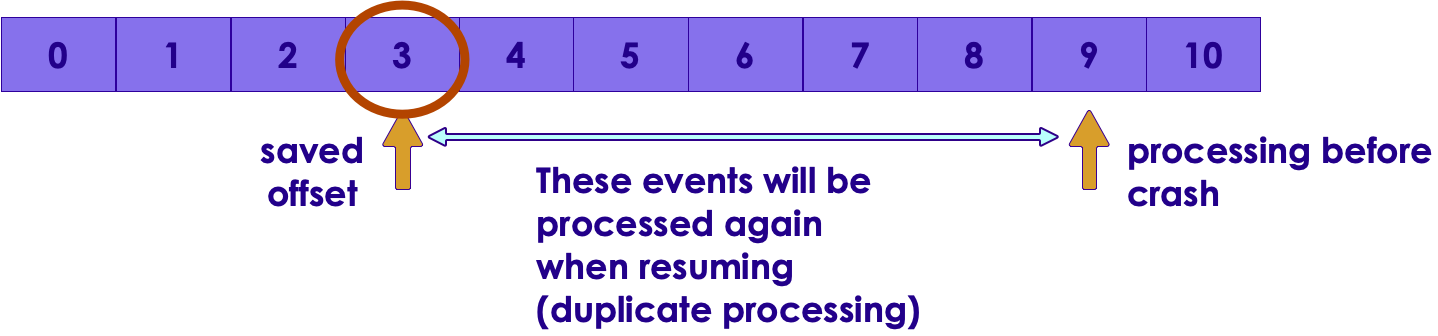 0 1 2 3 4 5 6 7 8 9 10
saved
offset
These events will be
processed again
when resuming
(duplicate processing)
processing before
crash